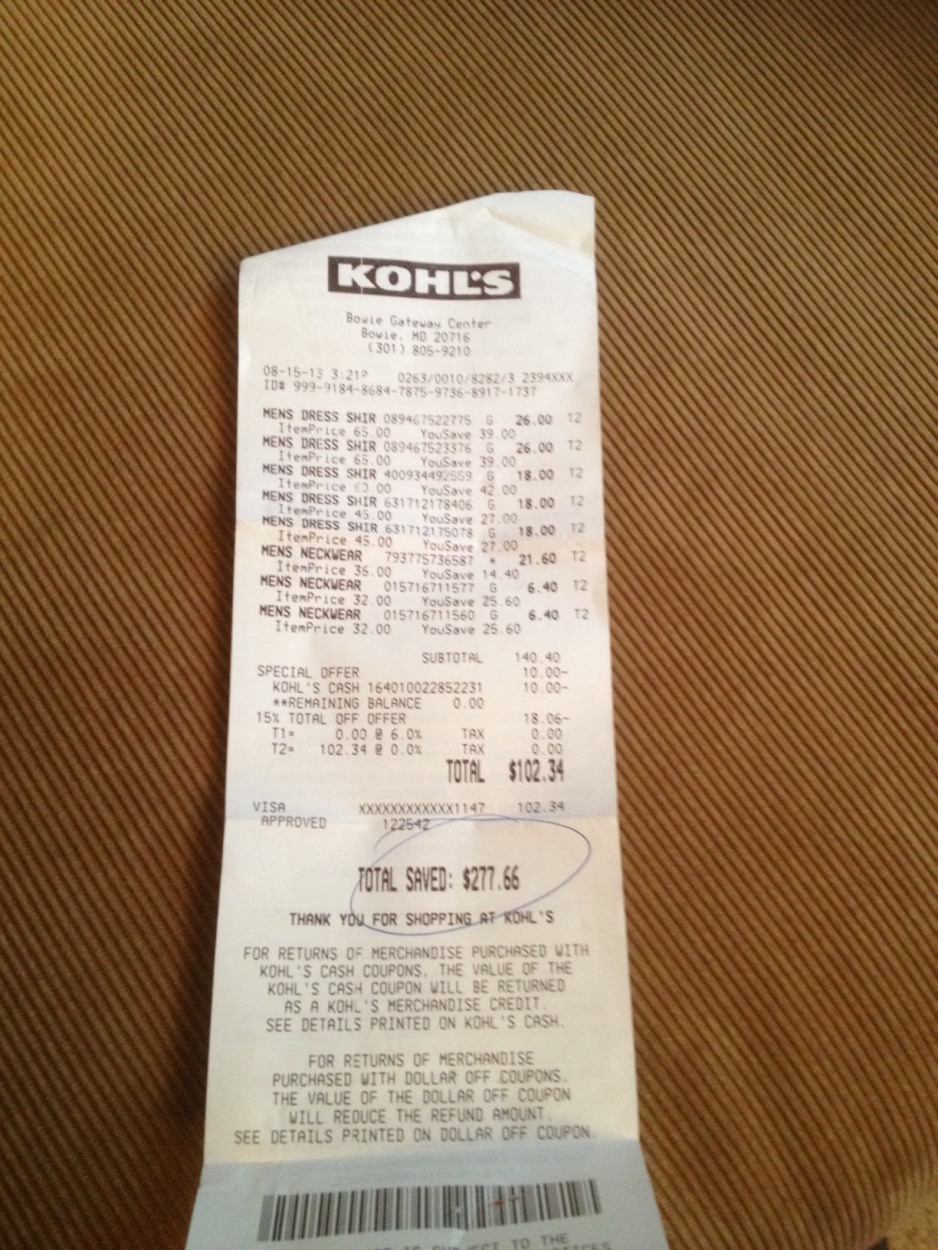 KOHL'S
Bowie Gateway Center
Bowie, MD 20716
(301) 805-9210
08-15-13 3:21P 0263/0010/8282/3 2394XXX
ID# 999-9184-8684-7875-9736-8917-1737
MENS DRESS SHIR 089467522775 G 26.00 T2
ItemPrice 65.00 YouSave 39.00
MENS DRESS SHIR 089467523376 G 26.00 T2
ItemPrice 65.00 YouSave 39.00
MENS DRESS SHIR 400934492559 G 18.00 T2
ItemPrice 60.00 YouSave 42.00
MENS DRESS SHIR 631712178406 G 18.00 T2
ItemPrice 45.00 YouSave 27.00
MENS DRESS SHIR 631712175078 G 18.00 T2
ItemPrice 45.00 YouSave 27.00
MENS NECKWEAR 793775736587 * 21.60 T2
ItemPrice 36.00 YouSave 14.40
MENS NECKWEAR 015716711577 G 6.40 T2
ItemPrice 32.00 YouSave 25.60
MENS NECKWEAR 015716711560 G 6.40 T2
ItemPrice 32.00 YouSave 25.60
SUBTOTAL 140.40
SPECIAL OFFER 10.00-
KOHL'S CASH 164010022852231 10.00-
**REMAINING BALANCE 0.00
15% TOTAL OFF OFFER 18.06-
T1= 0.00 @ 6.0% TAX 0.00
T2= 102.34 @ 0.0% TAX 0.00
TOTAL $102.34
VISA XXXXXXXXXXXX1147 102.34
APPROVED 122542
TOTAL SAVED: $277.66
THANK YOU FOR SHOPPING AT KOHL'S
FOR RETURNS OF MERCHANDISE PURCHASED WITH
KOHL'S CASH COUPONS, THE VALUE OF THE
KOHL'S CASH COUPON WILL BE RETURNED
AS A KOHL'S MERCHANDISE CREDIT.
SEE DETAILS PRINTED ON KOHL'S CASH.
FOR RETURNS OF MERCHANDISE
PURCHASED WITH DOLLAR OFF COUPONS,
THE VALUE OF THE DOLLAR OFF COUPON
WILL REDUCE THE REFUND AMOUNT.
SEE DETAILS PRINTED ON DOLLAR OFF COUPON.
IS SUBJECT TO THE